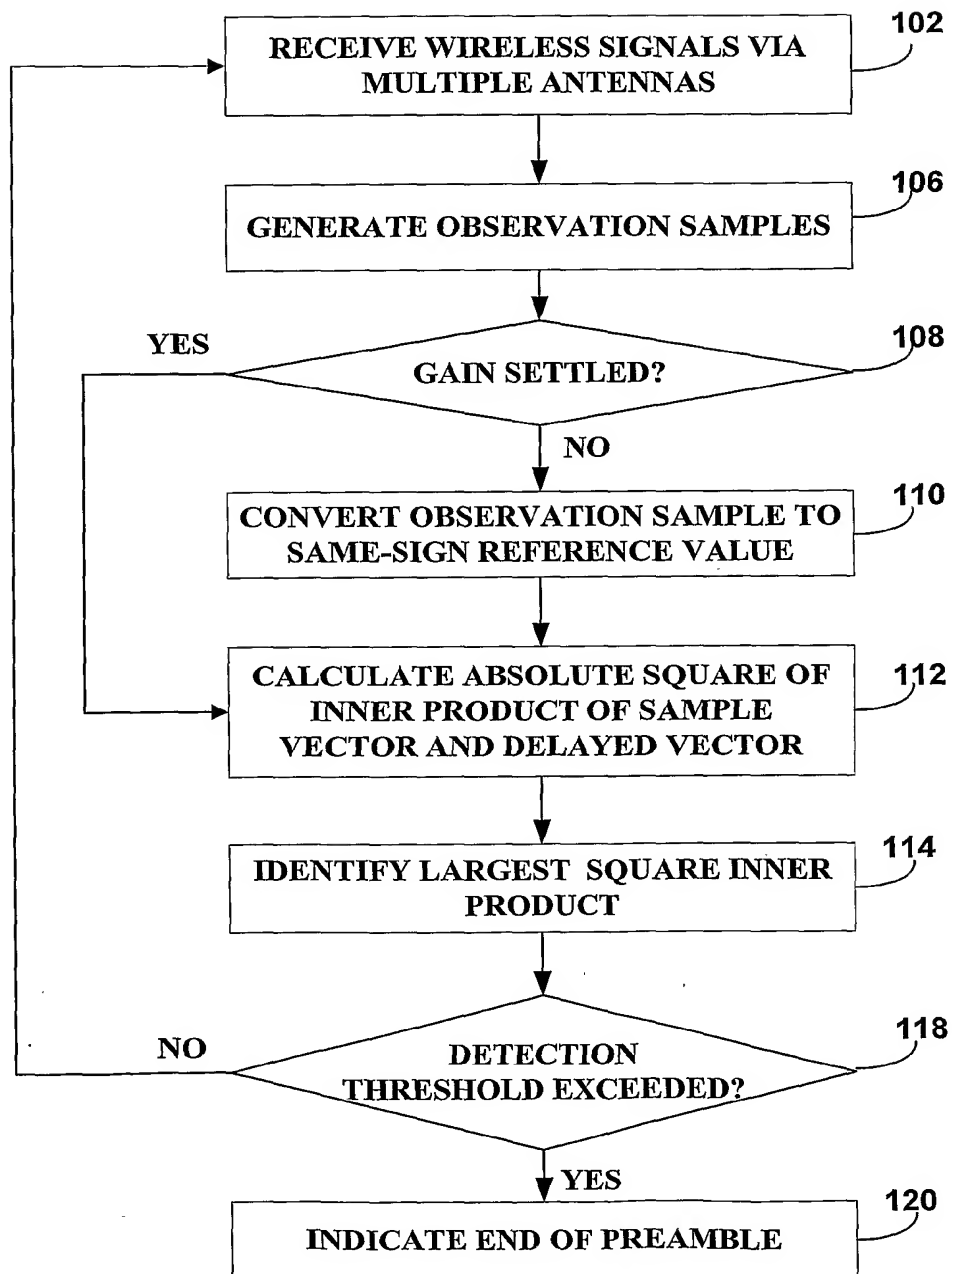 102
RECEIVE WIRELESS SIGNALS VIA
MULTIPLE ANTENNAS
106
GENERATE OBSERVATION SAMPLES
108
YES
GAIN SETTLED?
NO
110
CONVERT OBSERVATION SAMPLE TO
SAME-SIGN REFERENCE VALUE
112
CALCULATE ABSOLUTE SQUARE OF
INNER PRODUCT OF SAMPLE
VECTOR AND DELAYED VECTOR
114
IDENTIFY LARGEST SQUARE INNER
PRODUCT
118
NO
DETECTION
THRESHOLD EXCEEDED?
YES
120
INDICATE END OF PREAMBLE